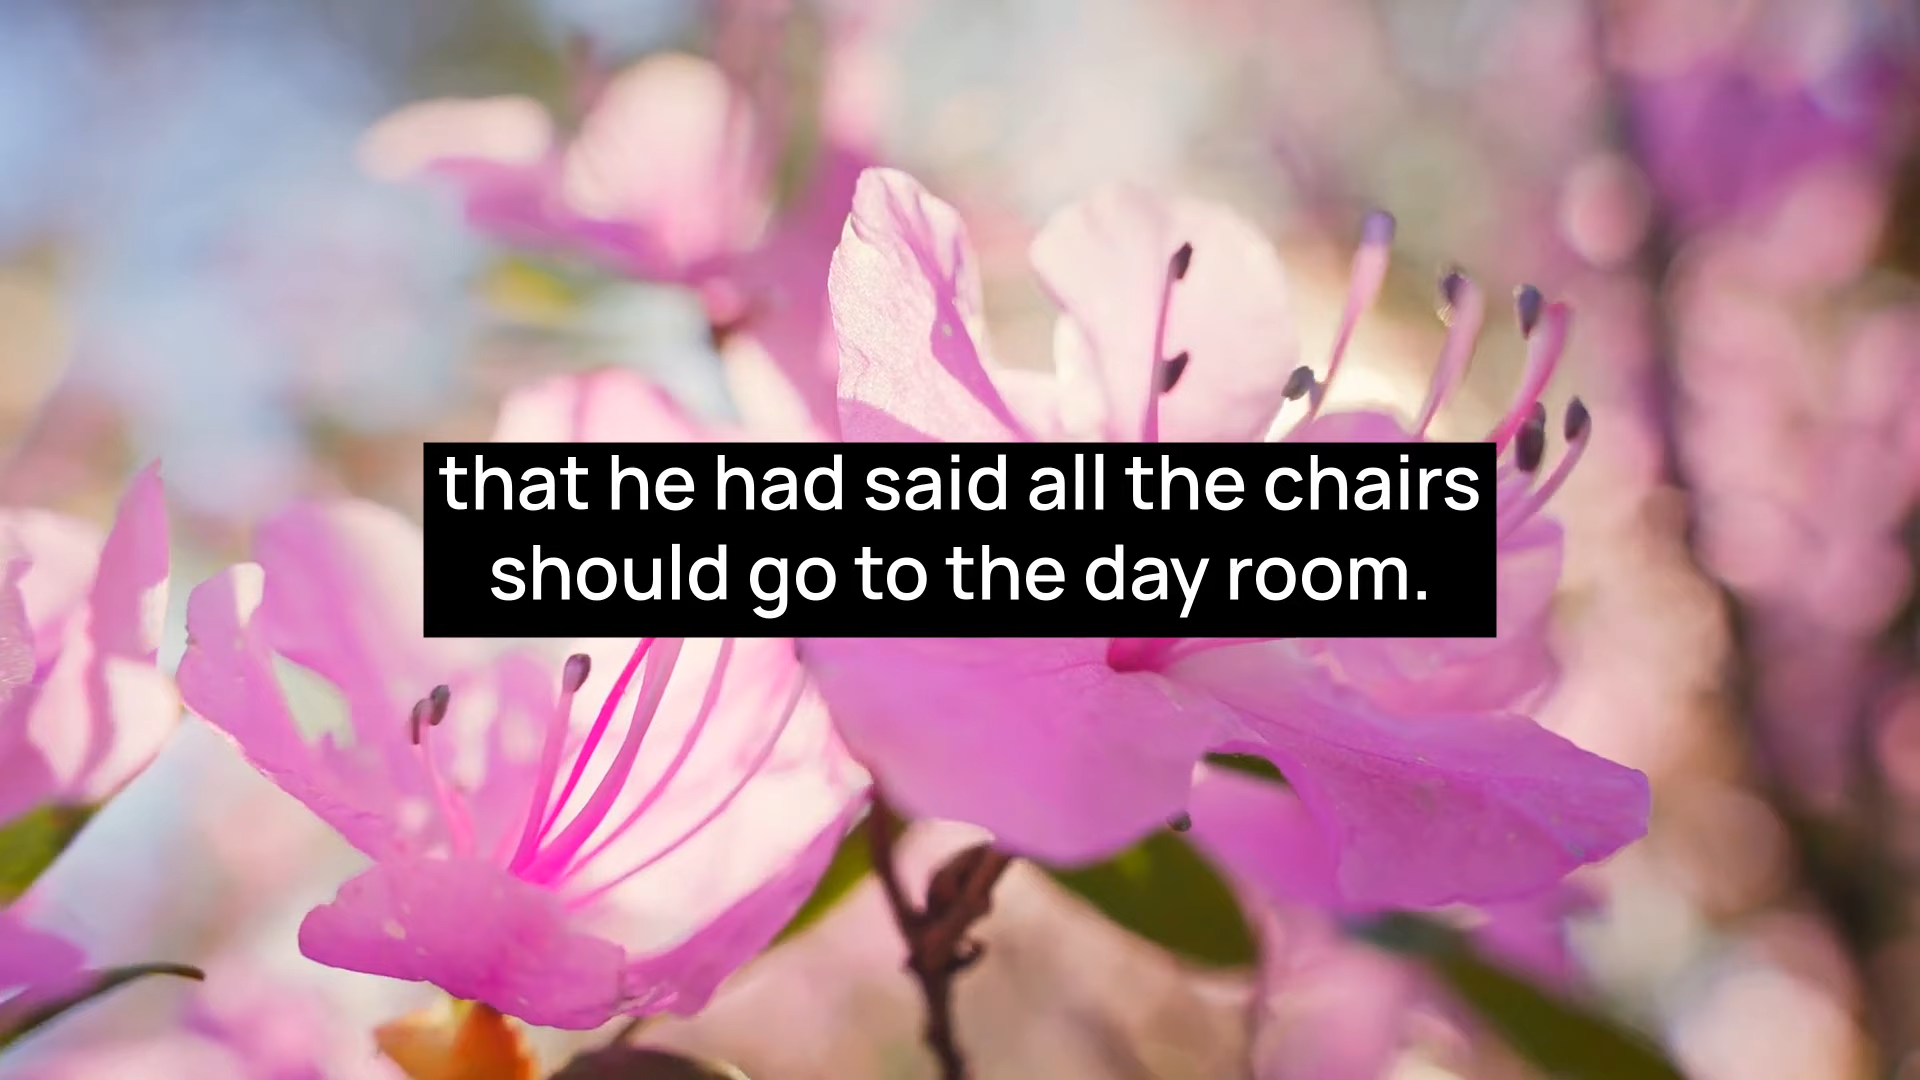 that he had said all the chairs
should go to the day room.